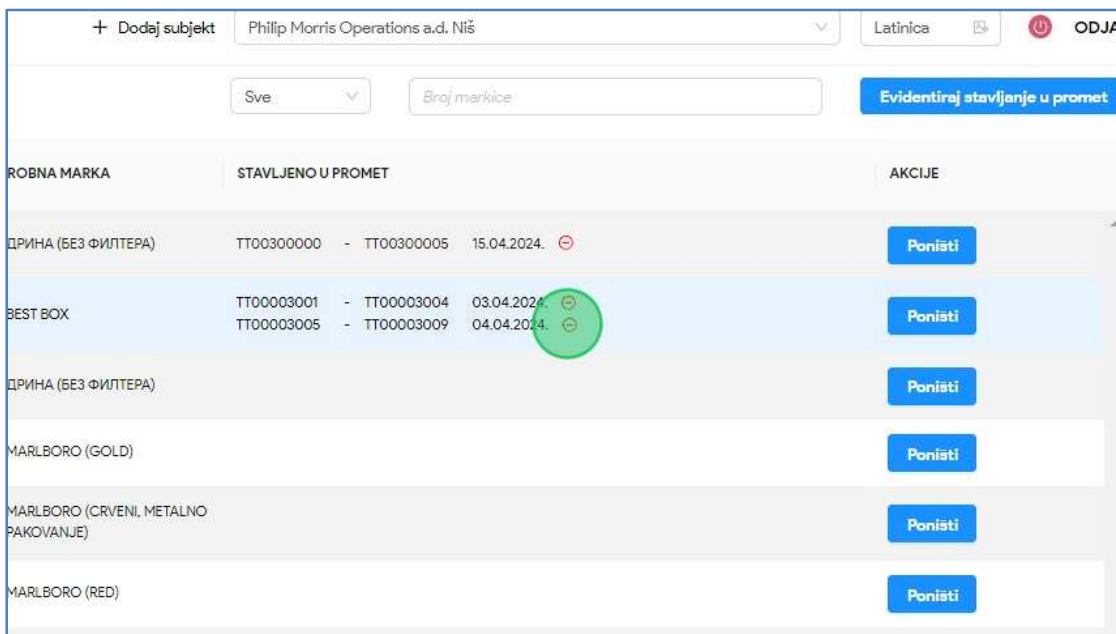 + Dodaj subjekt Philip Morris Operations a.d. Niš Latinica ODJA
Sve Broj markice Evidentiraj stavljanje u promet
ROBNA MARKA STAVLJENO U PROMET AKCIJE
ДРИНА (БЕЗ ФИЛТЕРА) TT00300000 - TT00300005 15.04.2024. Poništi
BEST BOX TT00003001 - TT00003004 03.04.2024. Poništi
TT00003005 - TT00003009 04.04.2024.
ДРИНА (БЕЗ ФИЛТЕРА) Poništi
MARLBORO (GOLD) Poništi
MARLBORO (CRVENI, METALNO
PAKOVANJE) Poništi
MARLBORO (RED) Poništi